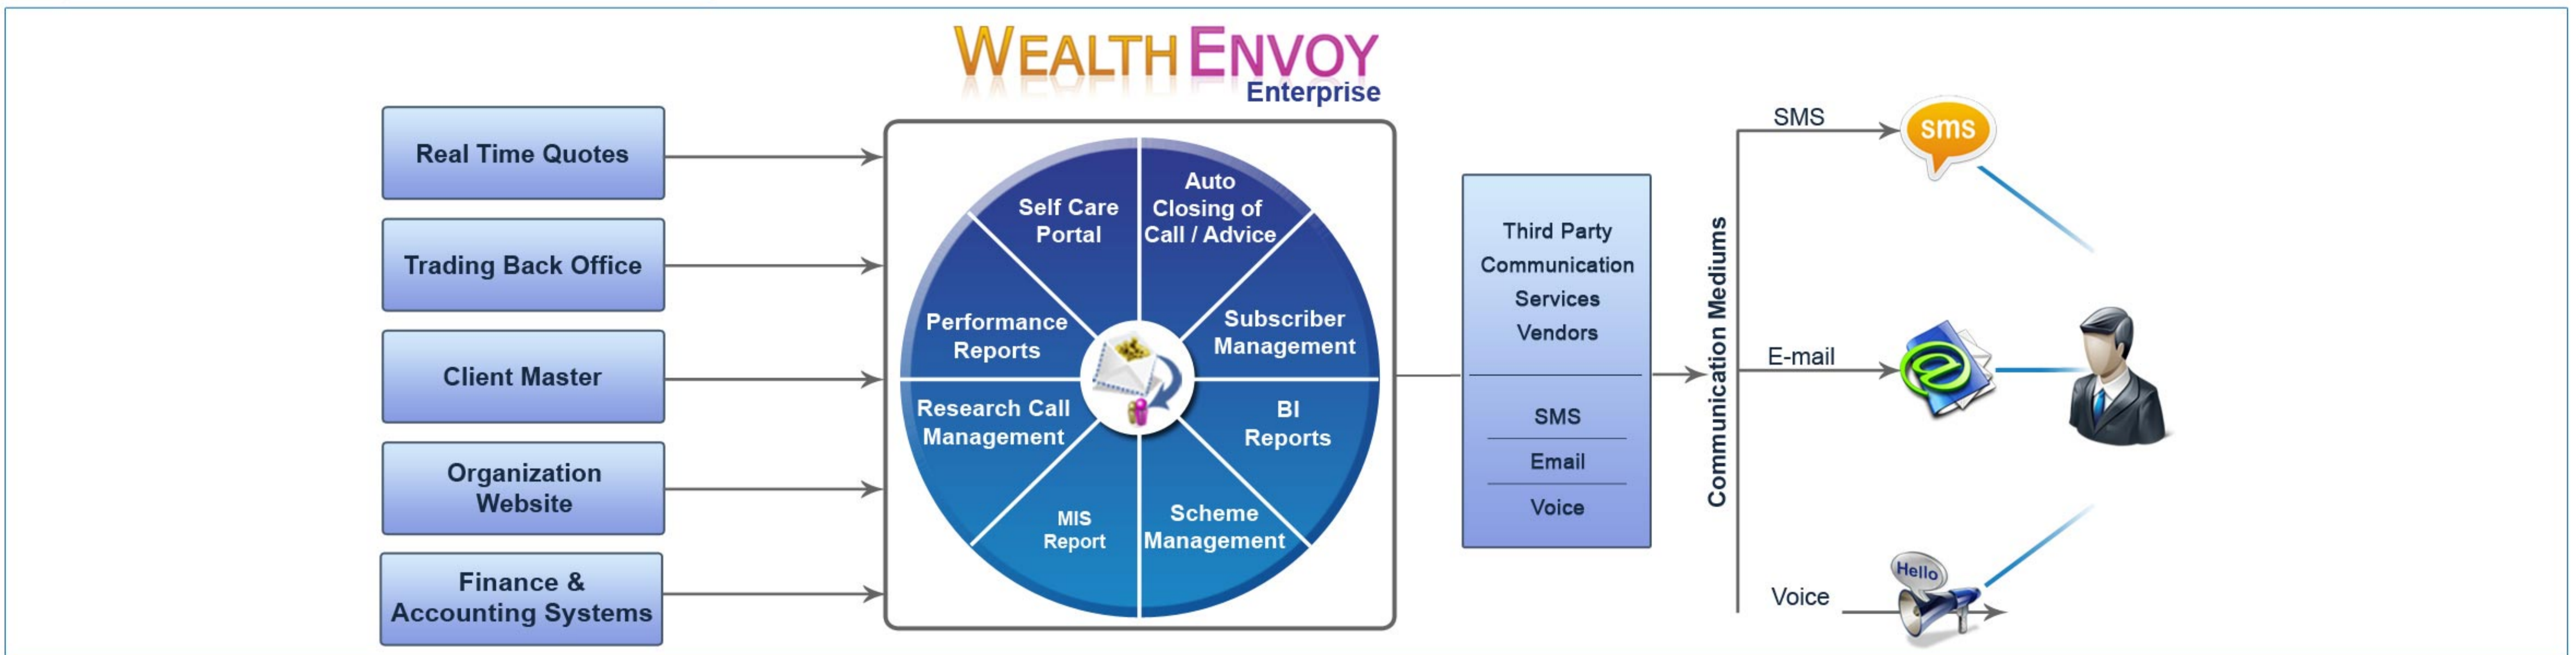 WEALTH ENVOY
Enterprise
Real Time Quotes
Trading Back Office
Client Master
Organization
Website
Finance &
Accounting Systems
Self Care
Portal
Auto
Closing of
Call / Advice
Performance
Reports
Subscriber
Management
Research Call
Management
BI
Reports
MIS
Report
Scheme
Management
Third Party
Communication
Services
Vendors
SMS
Email
Voice
Communication Mediums
SMS
sms
E-mail
@
Voice
Hello